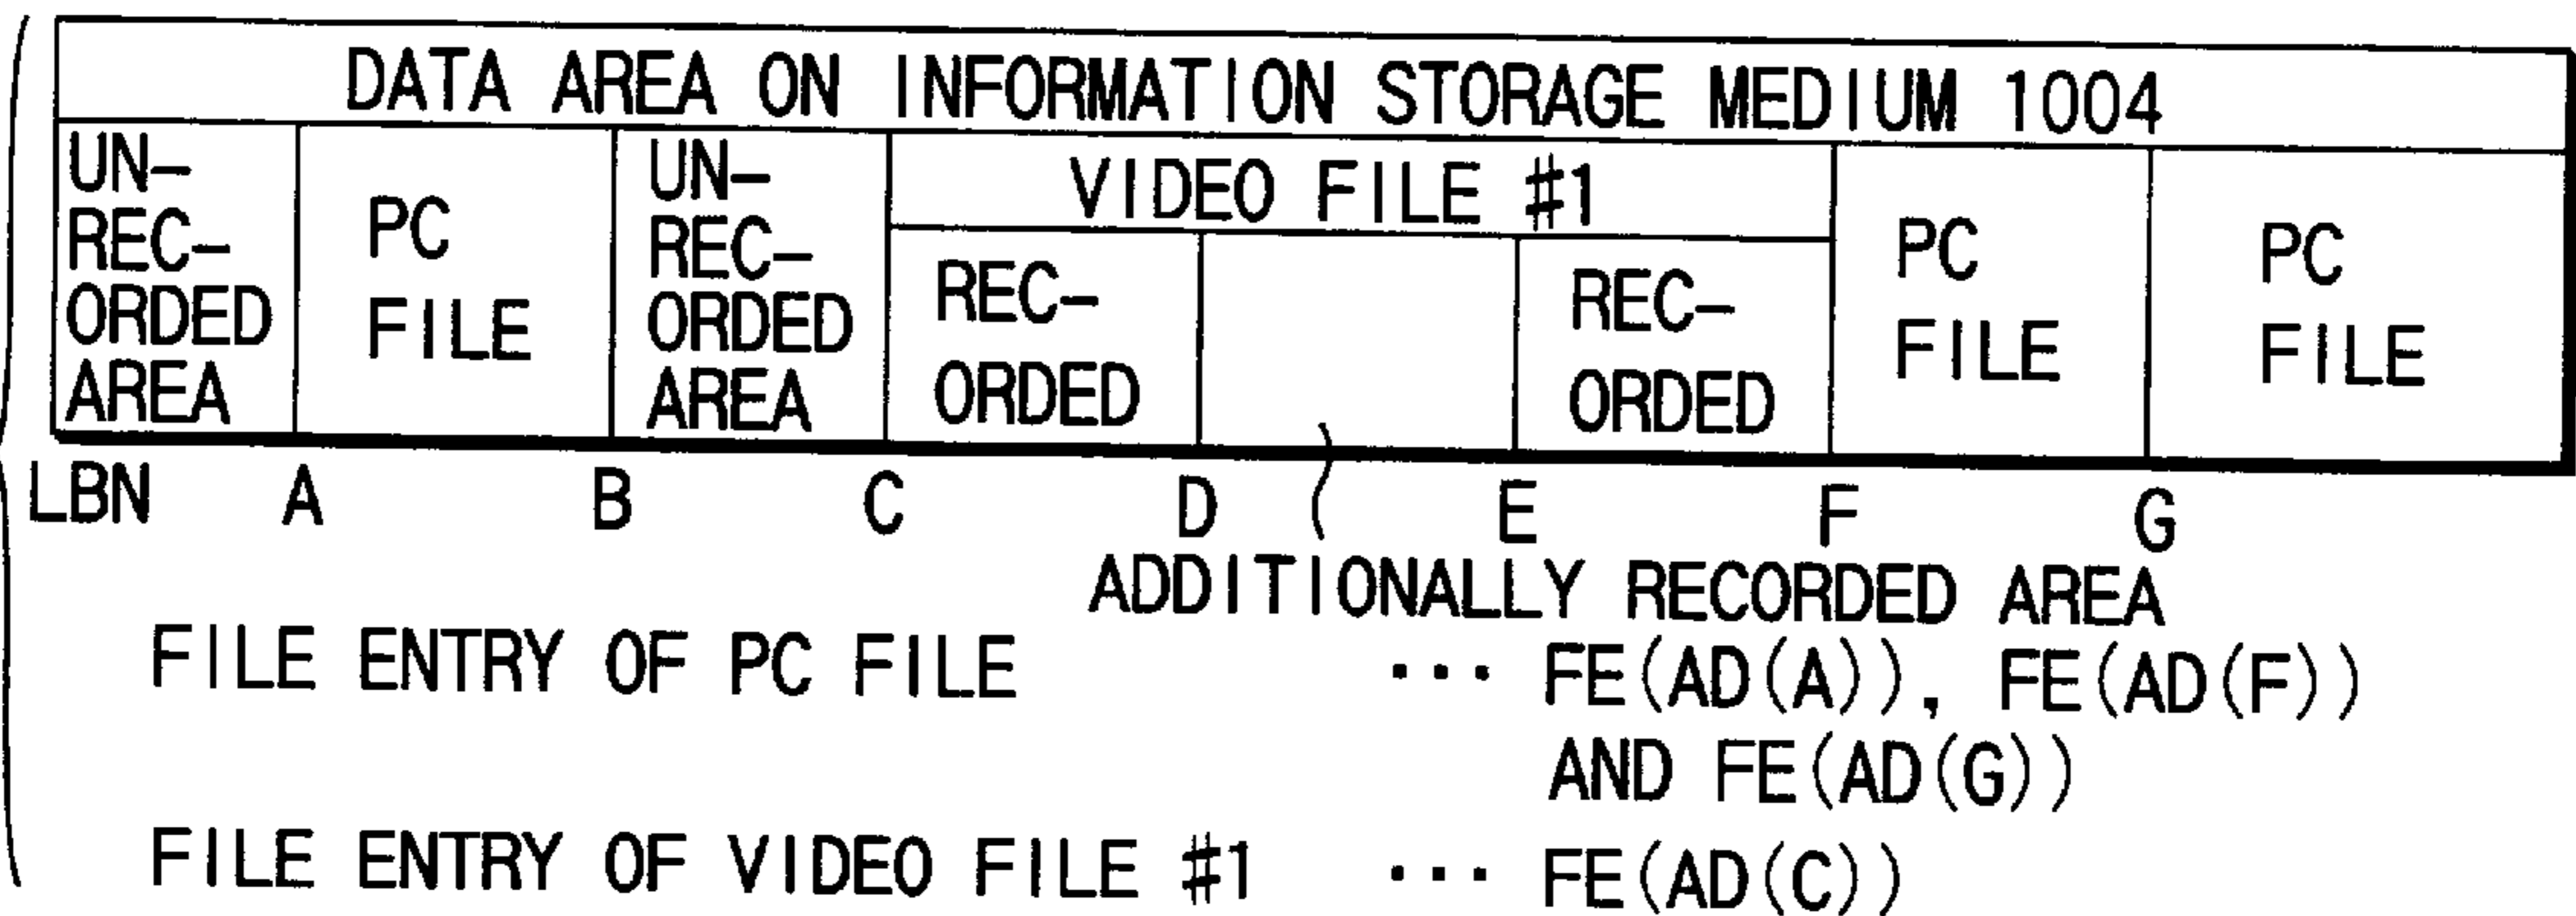 DATA AREA ON INFORMATION STORAGE MEDIUM 1004
UN-
REC-
ORDED
AREA
PC
FILE
UN-
REC-
ORDED
AREA
VIDEO FILE #1
REC-
ORDED
REC-
ORDED
PC
FILE
PC
FILE
LBN A B C D E F G
ADDITIONALLY RECORDED AREA
FILE ENTRY OF PC FILE ··· FE(AD(A)), FE(AD(F))
AND FE(AD(G))
FILE ENTRY OF VIDEO FILE #1 ··· FE(AD(C))